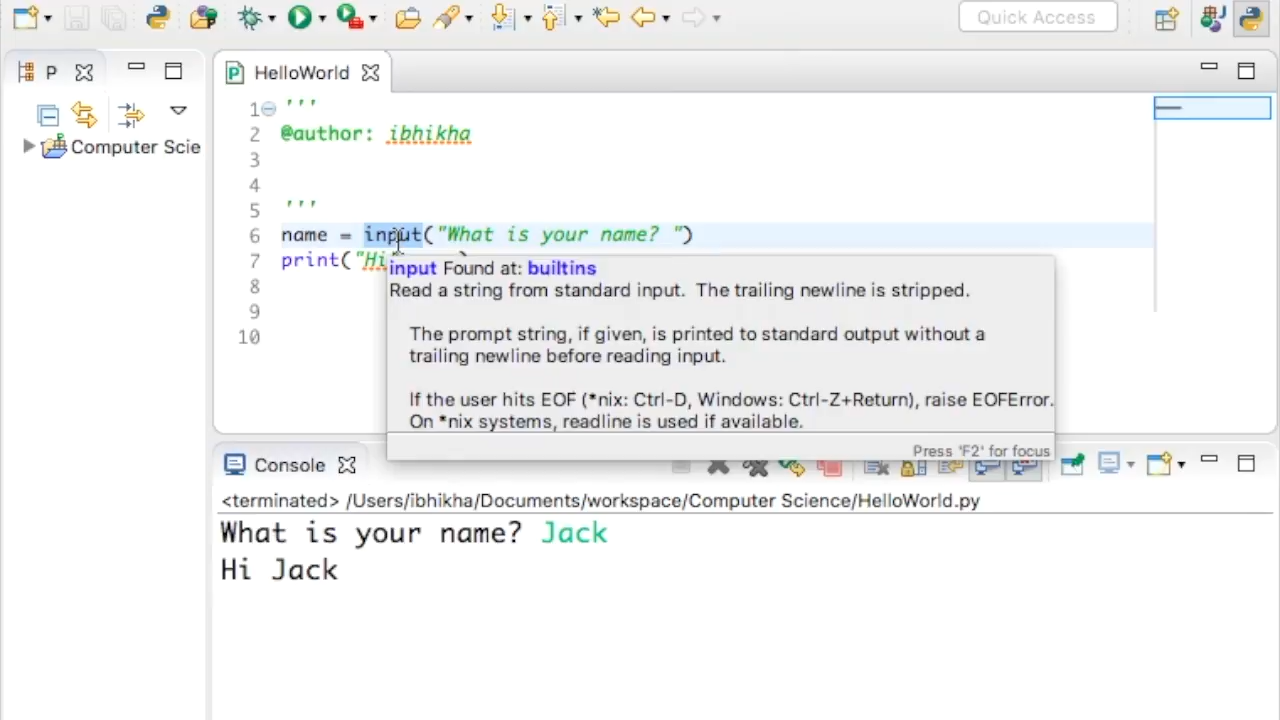 Quick Access
P
HelloWorld
1 '''
2 @author: ibhikha
3
4
5 '''
6 name = input("What is your name? ")
7 print("Hi
8
9
10
Computer Scie
input Found at: builtins
Read a string from standard input. The trailing newline is stripped.
The prompt string, if given, is printed to standard output without a
trailing newline before reading input.
If the user hits EOF (*nix: Ctrl-D, Windows: Ctrl-Z+Return), raise EOFError.
On *nix systems, readline is used if available.
Press 'F2' for focus
Console
<terminated> /Users/ibhikha/Documents/workspace/Computer Science/HelloWorld.py
What is your name? Jack
Hi Jack